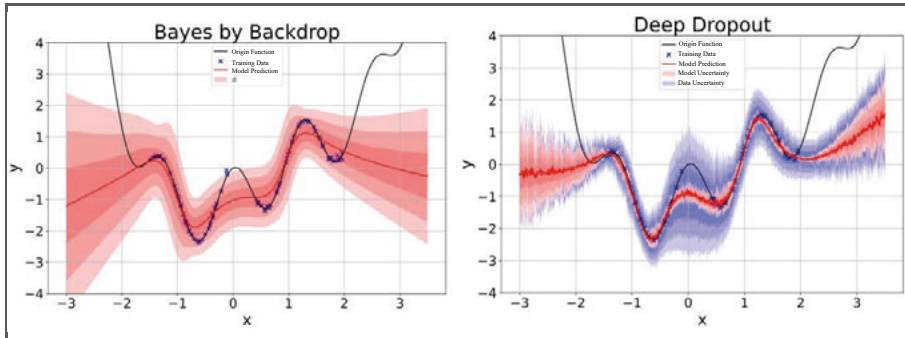 Bayes by Backdrop
Origin Function
Training Data
Model Prediction
4
3
2
1
0
−1
−2
−3
−4
y
−3 −2 −1 0 1 2 3
x
Deep Dropout
Origin Function
Training Data
Model Prediction
Model Uncertainty
Data Uncertainty
4
3
2
1
0
−1
−2
−3
−4
y
−3 −2 −1 0 1 2 3
x